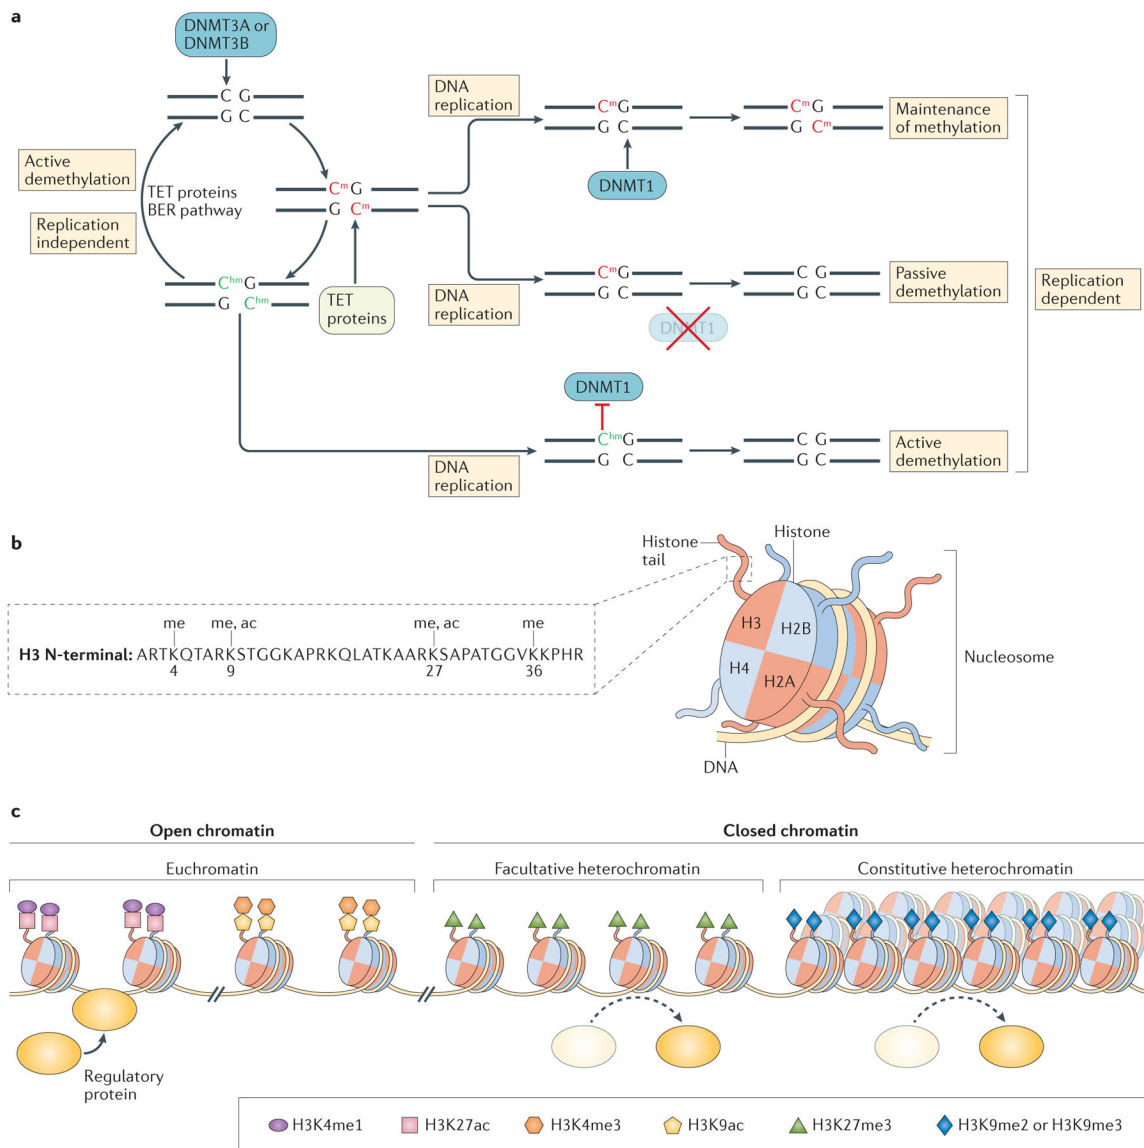 a
DNMT3A or
DNMT3B
C G
G C
Active
demethylation
TET proteins
BER pathway
Replication
independent
CᵐG
G Cᵐ
CʰᵐG
G Cʰᵐ
TET
proteins
DNA
replication
CᵐG
G C
DNMT1
CᵐG
G Cᵐ
Maintenance
of methylation
DNA
replication
CᵐG
G C
DNMT1
C G
G C
Passive
demethylation
Replication
dependent
DNMT1
DNA
replication
CʰᵐG
G C
C G
G C
Active
demethylation
b
Histone
tail
Histone
me me, ac me, ac me
H3 N-terminal: ARTKQTARKSTGGKAPRKQLATKAARKSAPATGGVKKPHR
4 9 27 36
H3
H2B
H4
H2A
Nucleosome
DNA
c
Open chromatin
Closed chromatin
Euchromatin
Facultative heterochromatin
Constitutive heterochromatin
Regulatory
protein
H3K4me1
H3K27ac
H3K4me3
H3K9ac
H3K27me3
H3K9me2 or H3K9me3